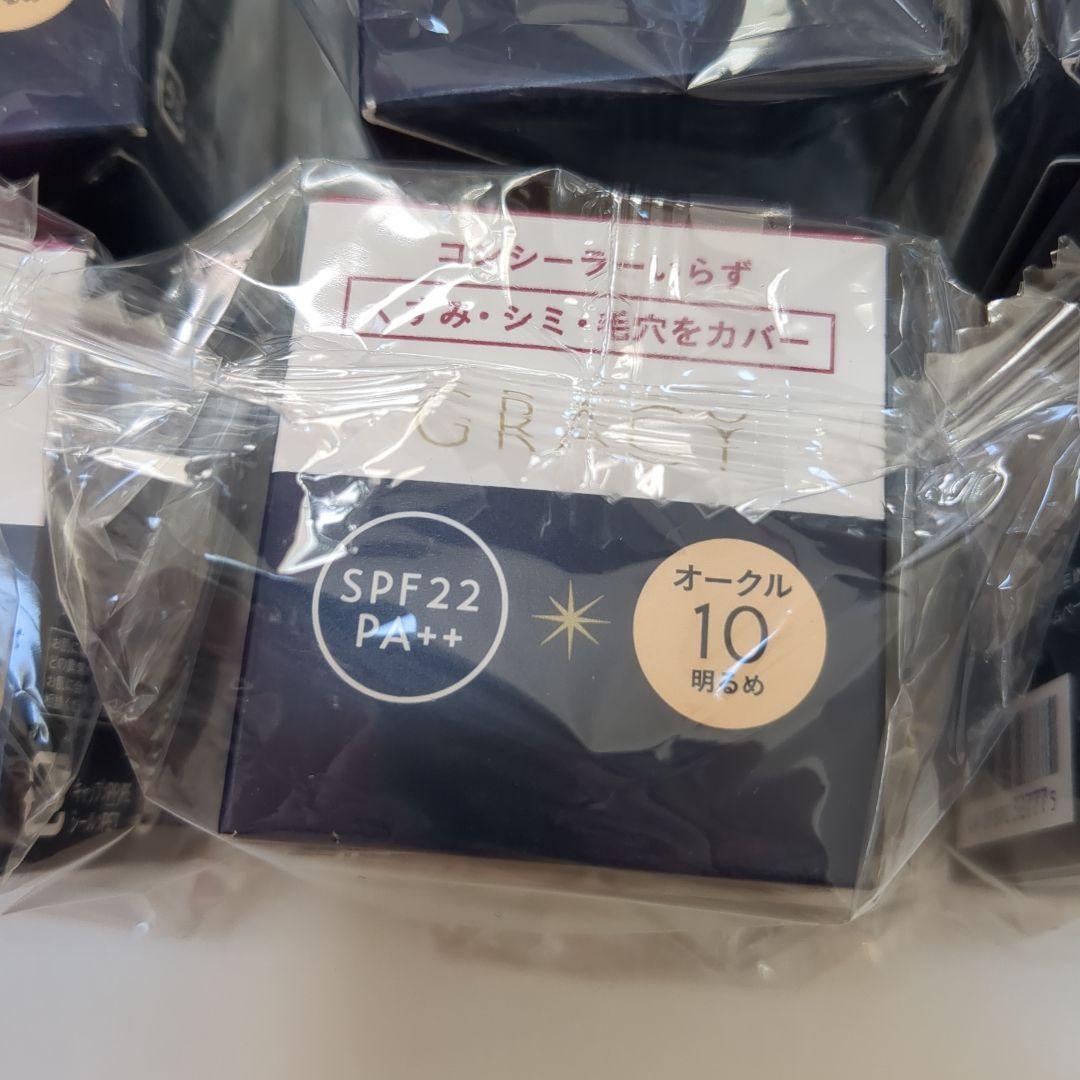 コンシーラーいらず
くすみ・シミ・毛穴をカバー
GRACY
SPF22
PA++
オークル
10
明るめ